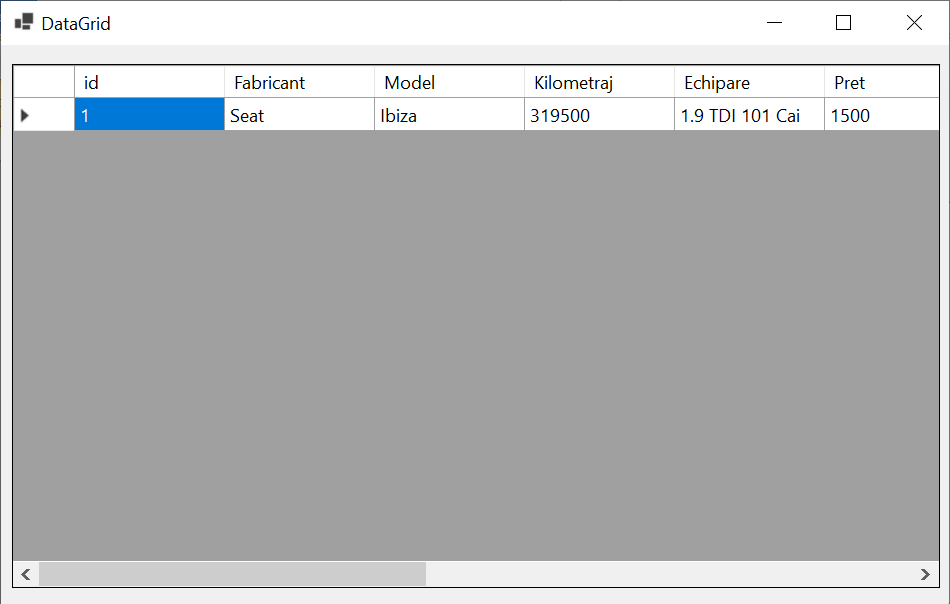 DataGrid
id Fabricant Model Kilometraj Echipare Pret
1 Seat Ibiza 319500 1.9 TDI 101 Cai 1500